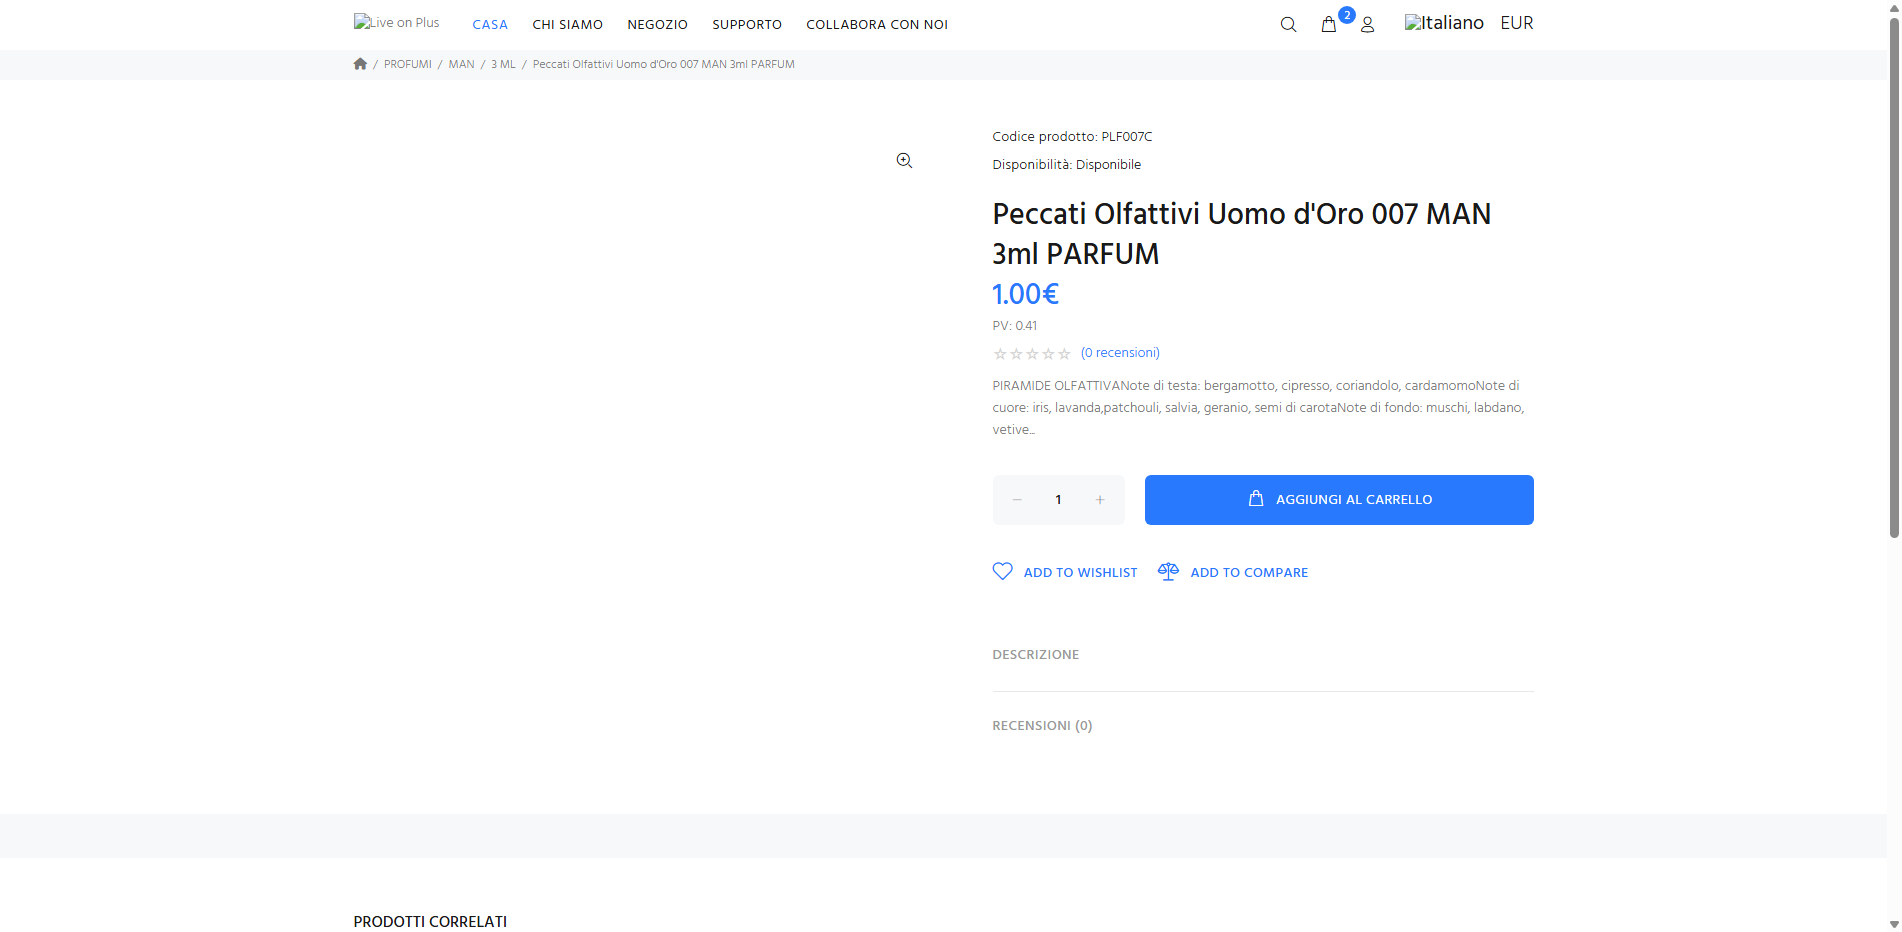 Live on Plus
CASA
CHI SIAMO
NEGOZIO
SUPPORTO
COLLABORA CON NOI
2
Italiano
EUR
/ PROFUMI / MAN / 3 ML / Peccati Olfattivi Uomo d'Oro 007 MAN 3ml PARFUM
Codice prodotto: PLF007C
Disponibilità: Disponibile
Peccati Olfattivi Uomo d'Oro 007 MAN
3ml PARFUM
1.00€
PV: 0.41
(0 recensioni)
PIRAMIDE OLFATTIVANote di testa: bergamotto, cipresso, coriandolo, cardamomoNote di
cuore: iris, lavanda,patchouli, salvia, geranio, semi di carotaNote di fondo: muschi, labdano,
vetive...
− 1 +
AGGIUNGI AL CARRELLO
ADD TO WISHLIST
ADD TO COMPARE
DESCRIZIONE
RECENSIONI (0)
PRODOTTI CORRELATI